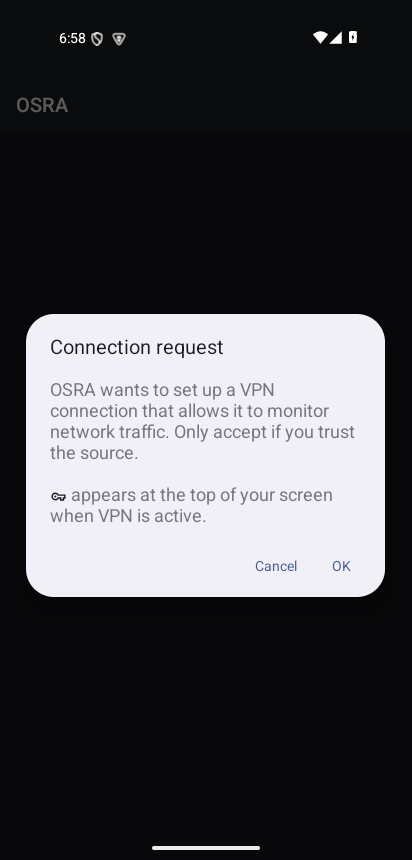 6:58
OSRA
Connection request
OSRA wants to set up a VPN
connection that allows it to monitor
network traffic. Only accept if you trust
the source.
appears at the top of your screen
when VPN is active.
Cancel OK